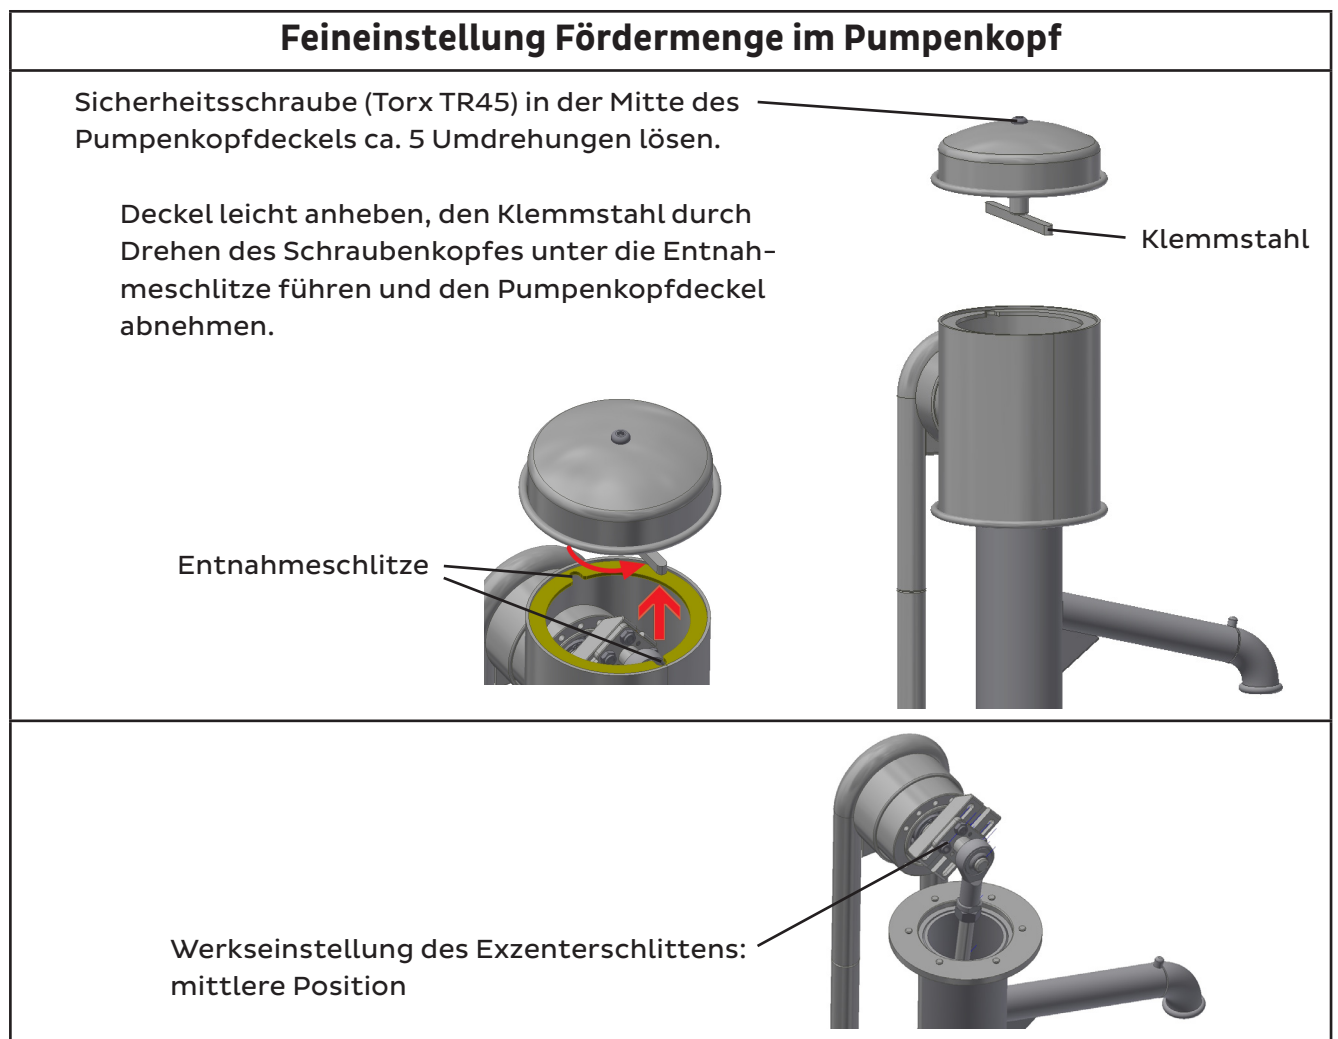 Feineinstellung Fördermenge im Pumpenkopf
Sicherheitsschraube (Torx TR45) in der Mitte des
Pumpenkopfdeckels ca. 5 Umdrehungen lösen.
Deckel leicht anheben, den Klemmstahl durch
Drehen des Schraubenkopfes unter die Entnah-
meschlitze führen und den Pumpenkopfdeckel
abnehmen.
Klemmstahl
Entnahmeschlitze
Werkseinstellung des Exzenterschlittens:
mittlere Position